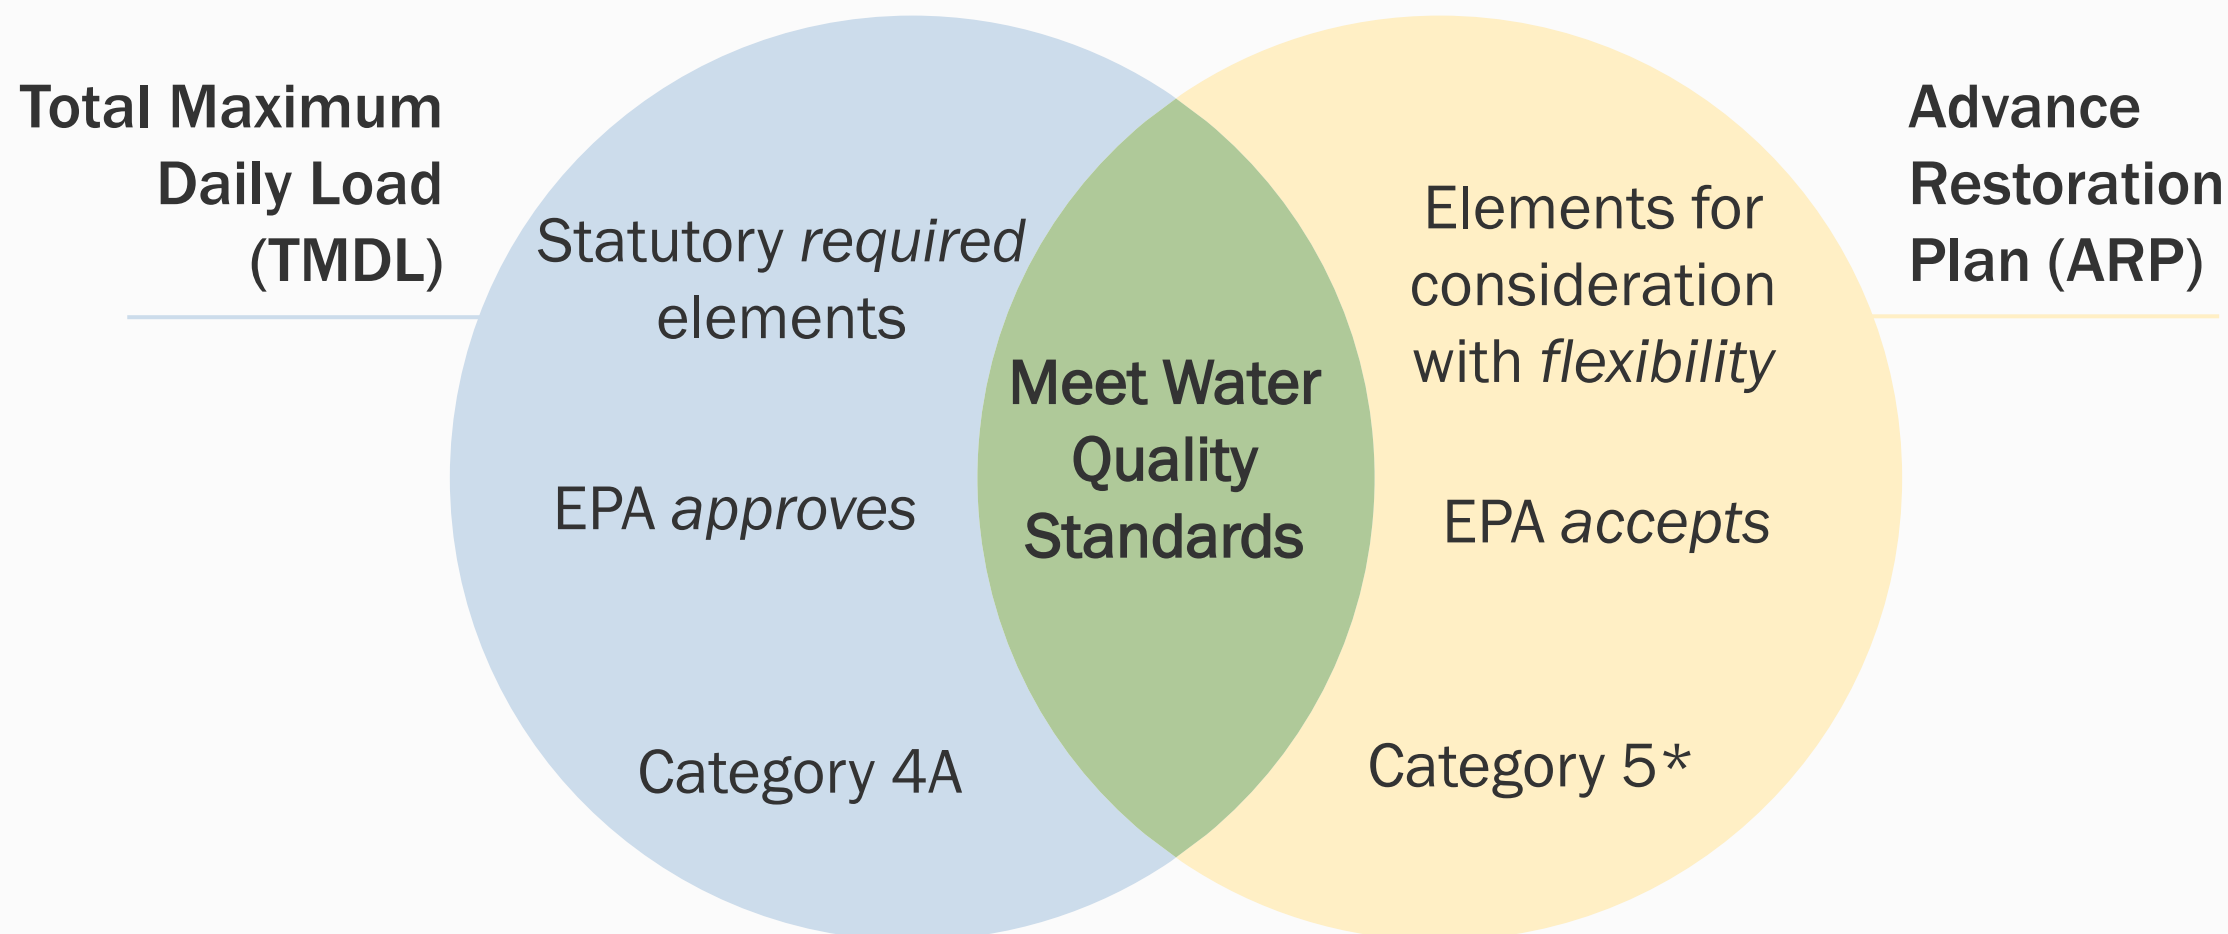 Total Maximum
Daily Load
(TMDL)
Statutory required
elements
EPA approves
Category 4A
Meet Water
Quality
Standards
Elements for
consideration
with flexibility
EPA accepts
Category 5*
Advance
Restoration
Plan (ARP)